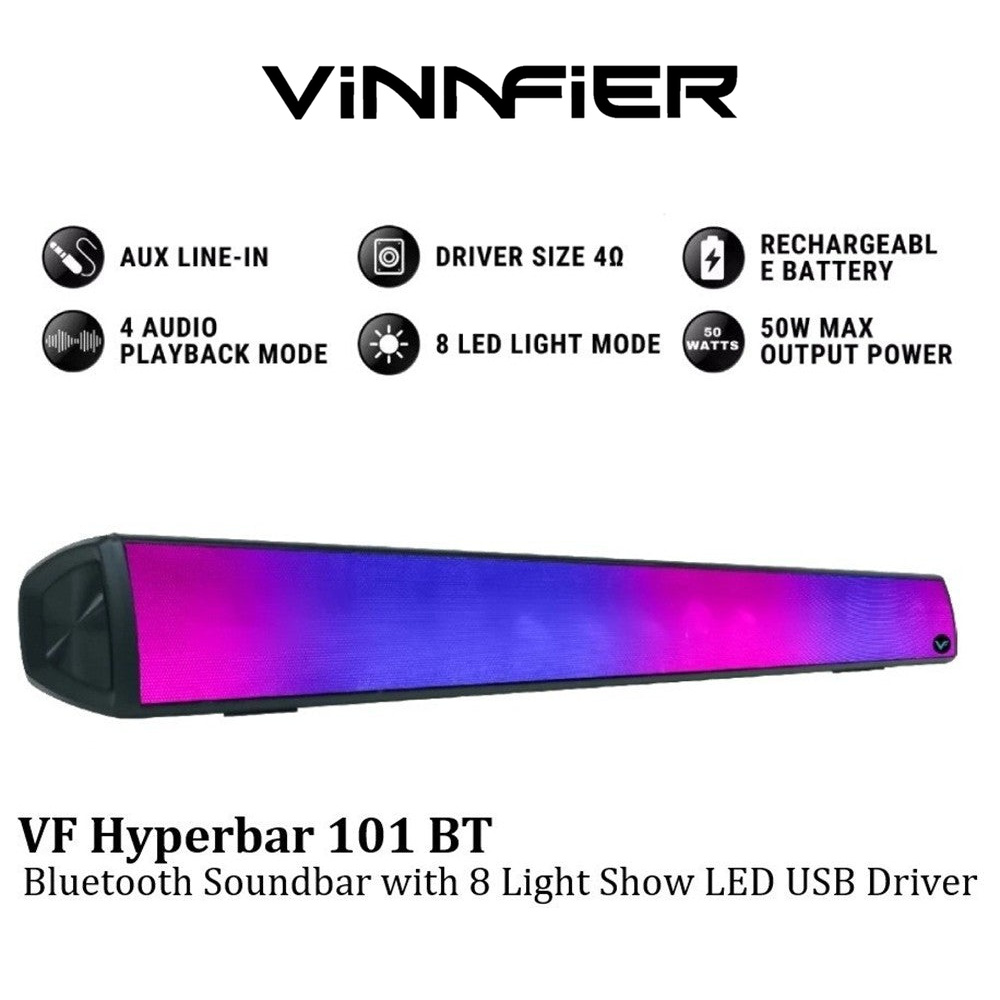 ViNNFiER
AUX LINE-IN
DRIVER SIZE 4Ω
RECHARGEABL
E BATTERY
4 AUDIO
PLAYBACK MODE
8 LED LIGHT MODE
50
WATTS
50W MAX
OUTPUT POWER
VF
VF Hyperbar 101 BT
Bluetooth Soundbar with 8 Light Show LED USB Driver